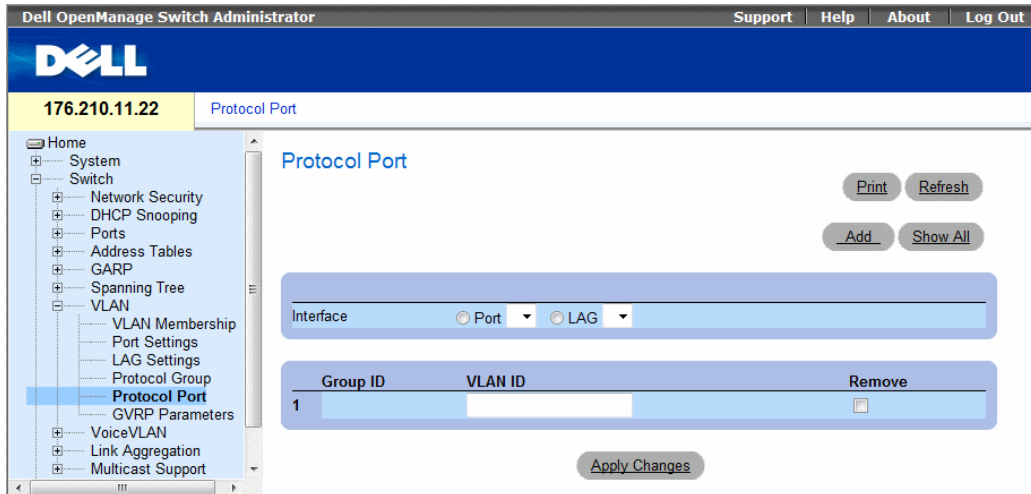 Dell OpenManage Switch Administrator
Support Help About Log Out
DELL
176.210.11.22
Protocol Port
Home
System
Switch
Network Security
DHCP Snooping
Ports
Address Tables
GARP
Spanning Tree
VLAN
VLAN Membership
Port Settings
LAG Settings
Protocol Group
Protocol Port
GVRP Parameters
VoiceVLAN
Link Aggregation
Multicast Support
Protocol Port
Print Refresh
Add Show All
Interface Port LAG
Group ID VLAN ID Remove
1
Apply Changes